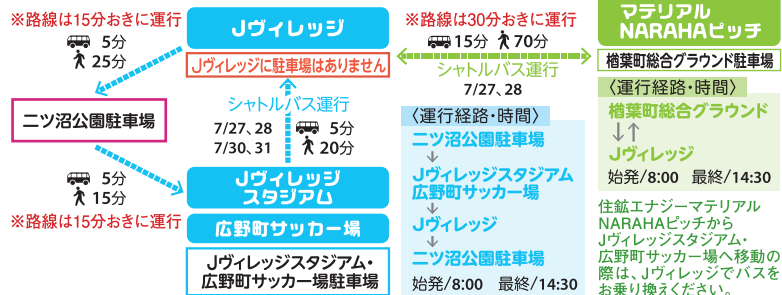 ※路線は15分おきに運行
5分
25分
Jヴィレッジ
Jヴィレッジに駐車場はありません
※路線は30分おきに運行
15分 70分
シャトルバス運行
7/27、28
マテリアル
NARAHAピッチ
楢葉町総合グラウンド駐車場
〈運行経路・時間〉
楢葉町総合グラウンド
↓↑
Jヴィレッジ
始発/8:00 最終/14:30
二ツ沼公園駐車場
シャトルバス運行
7/27、28
7/30、31
5分
20分
5分
15分
※路線は15分おきに運行
Jヴィレッジ
スタジアム
広野町サッカー場
Jヴィレッジスタジアム・
広野町サッカー場駐車場
〈運行経路・時間〉
二ツ沼公園駐車場
↓
Jヴィレッジスタジアム
広野町サッカー場
↓
Jヴィレッジ
↓
二ツ沼公園駐車場
始発/8:00 最終/14:30
住鉱エナジーマテリアル
NARAHAピッチから
Jヴィレッジスタジアム・
広野町サッカー場へ移動の
際は、Jヴィレッジでバスを
お乗り換えください。